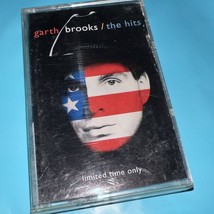 garth brooks / the hits
limited time only